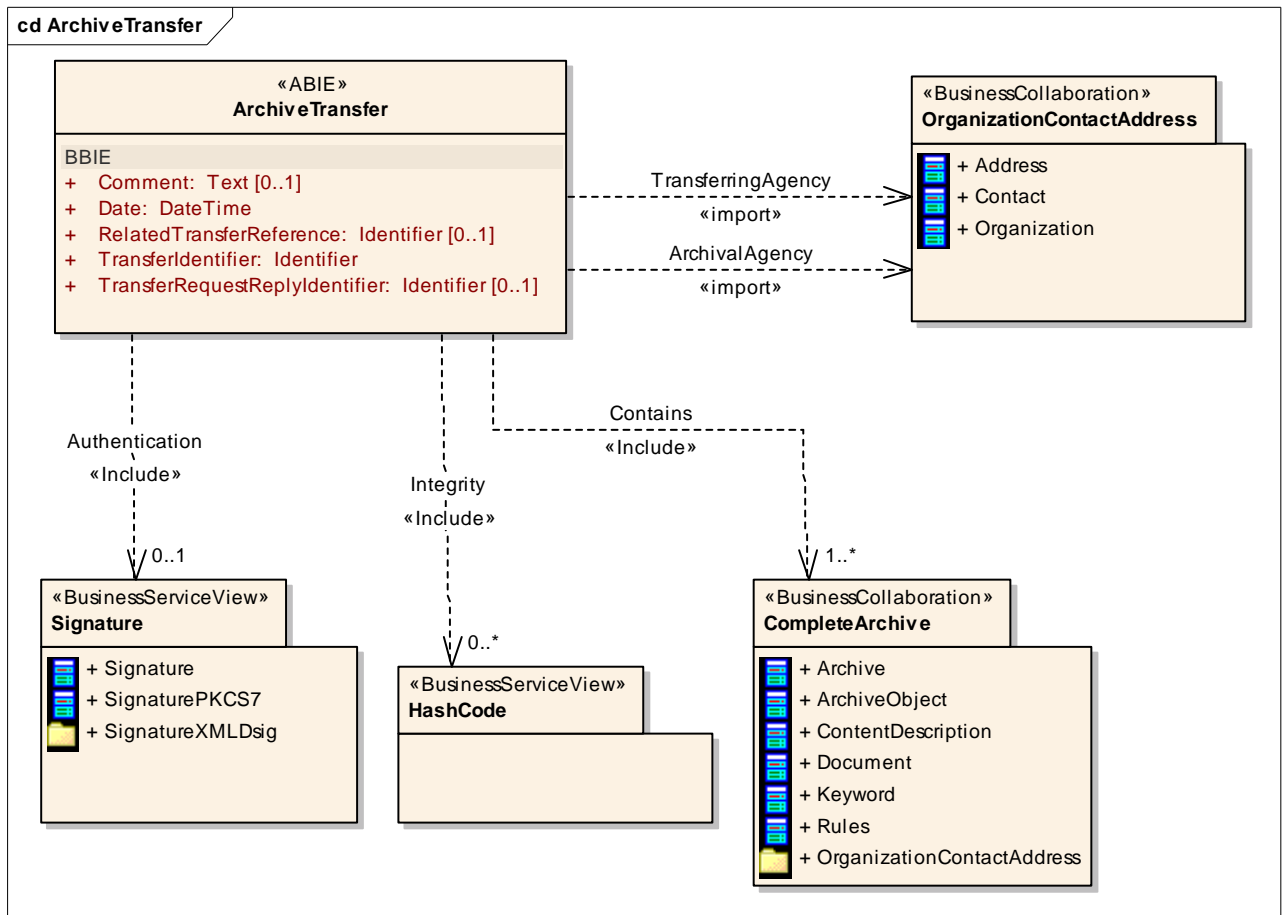 cd ArchiveTransfer
«ABIE»
ArchiveTransfer
BBIE
+ Comment: Text [0..1]
+ Date: DateTime
+ RelatedTransferReference: Identifier [0..1]
+ TransferIdentifier: Identifier
+ TransferRequestReplyIdentifier: Identifier [0..1]
«BusinessCollaboration»
OrganizationContactAddress
+ Address
+ Contact
+ Organization
TransferringAgency
«import»
ArchivalAgency
«import»
Authentication
«Include»
0..1
Integrity
«Include»
0..*
Contains
«Include»
1..*
«BusinessServiceView»
Signature
+ Signature
+ SignaturePKCS7
+ SignatureXMLDsig
«BusinessServiceView»
HashCode
«BusinessCollaboration»
CompleteArchive
+ Archive
+ ArchiveObject
+ ContentDescription
+ Document
+ Keyword
+ Rules
+ OrganizationContactAddress